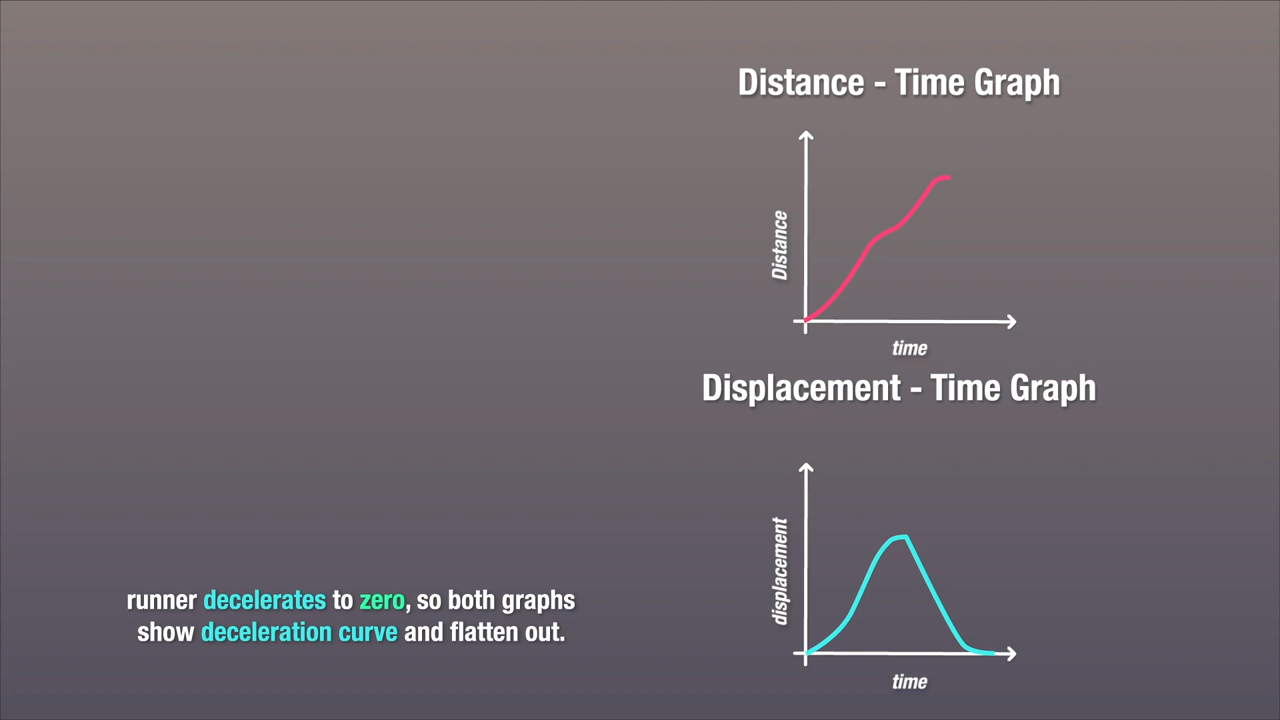 Distance - Time Graph
Distance
time
Displacement - Time Graph
displacement
time
runner decelerates to zero, so both graphs
show deceleration curve and flatten out.